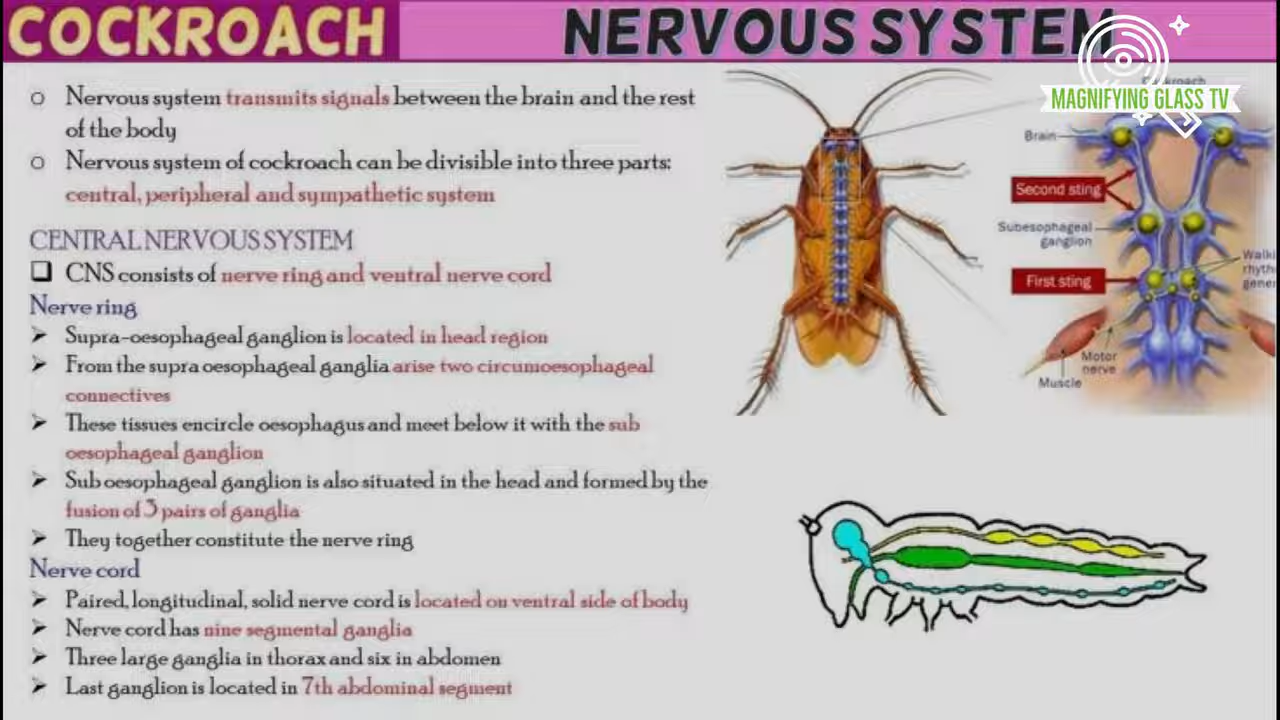 COCKROACH NERVOUS SYSTEM
MAGNIFYING GLASS TV
Nervous system transmits signals between the brain and the rest
of the body
Nervous system of cockroach can be divisible into three parts:
central, peripheral and sympathetic system
CENTRAL NERVOUS SYSTEM
CNS consists of nerve ring and ventral nerve cord
Nerve ring
Supra-oesophageal ganglion is located in head region
From the supra oesophageal ganglia arise two circumoesophageal
connectives
These tissues encircle oesophagus and meet below it with the sub
oesophageal ganglion
Sub oesophageal ganglion is also situated in the head and formed by the
fusion of 3 pairs of ganglia
They together constitute the nerve ring
Nerve cord
Paired, longitudinal, solid nerve cord is located on ventral side of body
Nerve cord has nine segmental ganglia
Three large ganglia in thorax and six in abdomen
Last ganglion is located in 7th abdominal segment
Brain
Second sting
Subesophageal
ganglion
First sting
Walki
rhyth
gener
Motor
nerve
Muscle